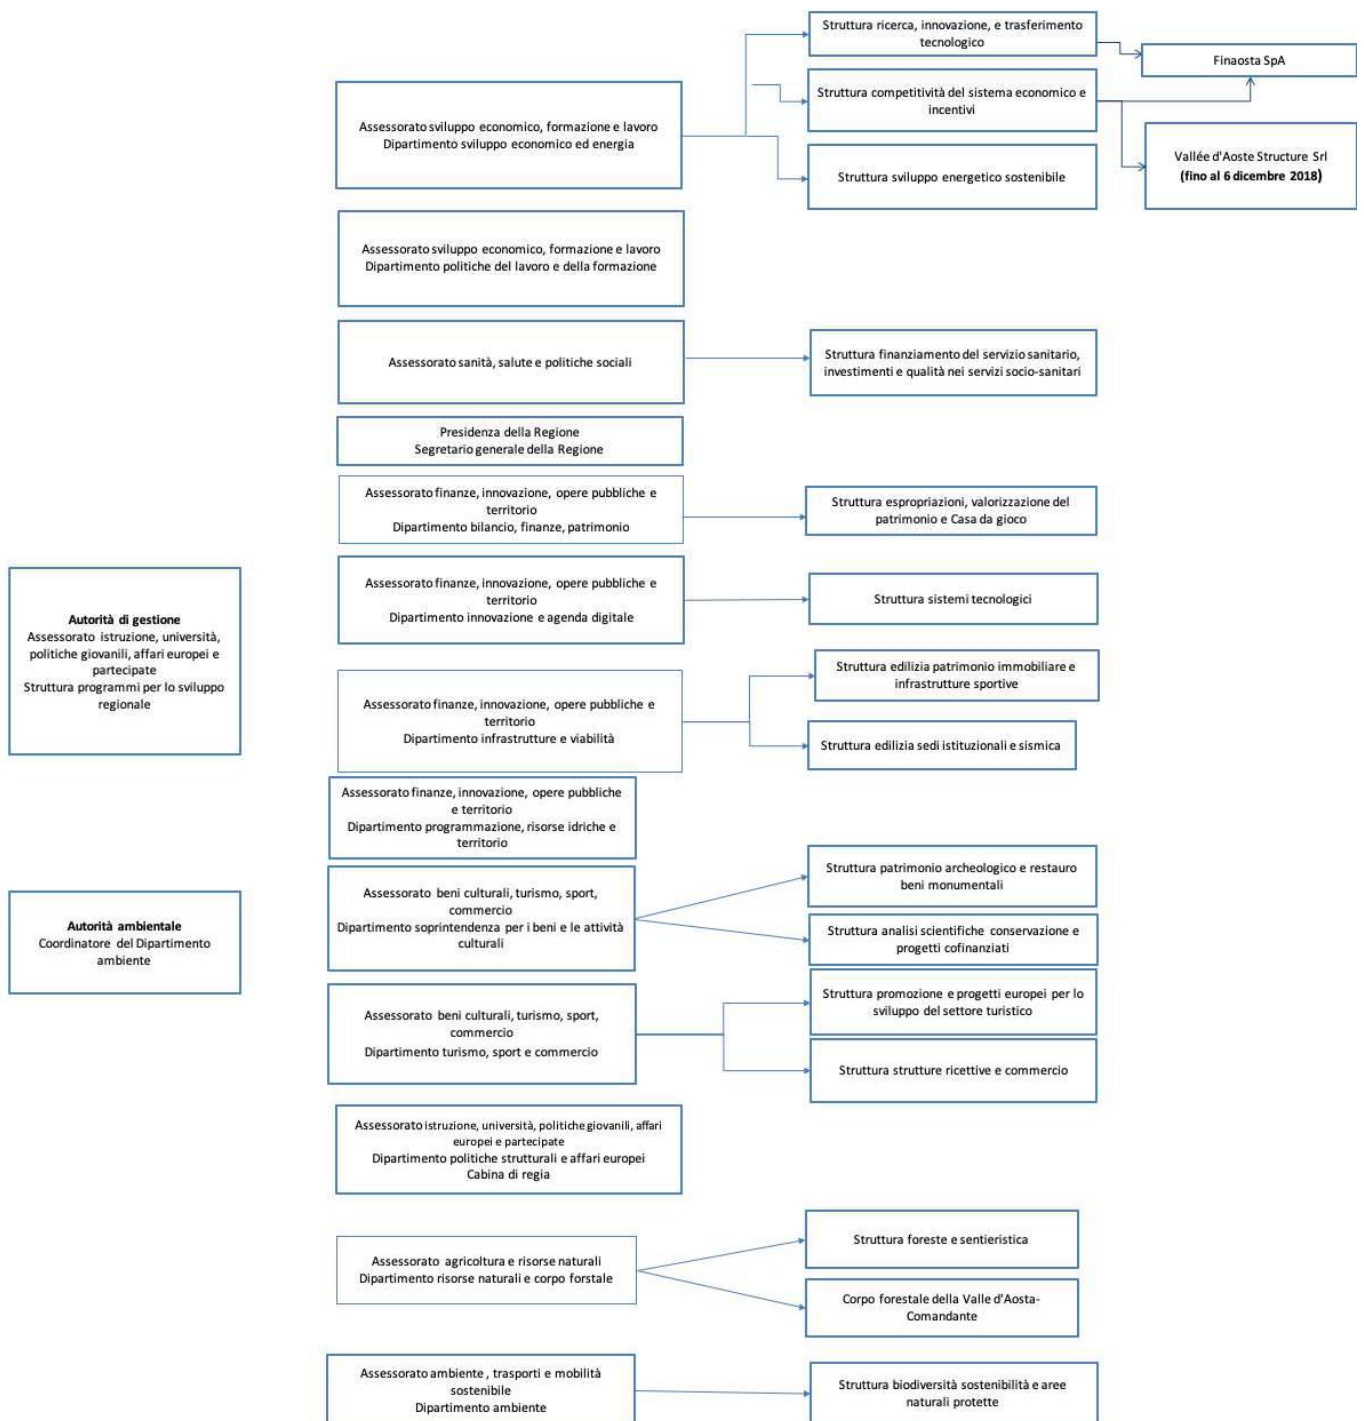 Struttura ricerca, innovazione, e trasferimento
tecnologico
Finaosta SpA
Assessorato sviluppo economico, formazione e lavoro
Dipartimento sviluppo economico ed energia
Struttura competitività del sistema economico e
incentivi
Vallée d'Aoste Structure Srl
(fino al 6 dicembre 2018)
Struttura sviluppo energetico sostenibile
Assessorato sviluppo economico, formazione e lavoro
Dipartimento politiche del lavoro e della formazione
Assessorato sanità, salute e politiche sociali
Struttura finanziamento del servizio sanitario,
investimenti e qualità nei servizi socio-sanitari
Presidenza della Regione
Segretario generale della Regione
Assessorato finanze, innovazione, opere pubbliche e
territorio
Dipartimento bilancio, finanze, patrimonio
Struttura espropriazioni, valorizzazione del
patrimonio e Casa da gioco
Autorità di gestione
Assessorato istruzione, università,
politiche giovanili, affari europei e
partecipate
Struttura programmi per lo sviluppo
regionale
Assessorato finanze, innovazione, opere pubbliche e
territorio
Dipartimento innovazione e agenda digitale
Struttura sistemi tecnologici
Assessorato finanze, innovazione, opere pubbliche e
territorio
Dipartimento infrastrutture e viabilità
Struttura edilizia patrimonio immobiliare e
infrastrutture sportive
Struttura edilizia sedi istituzionali e sismica
Assessorato finanze, innovazione, opere pubbliche
e territorio
Dipartimento programmazione, risorse idriche e
territorio
Autorità ambientale
Coordinatore del Dipartimento
ambiente
Assessorato beni culturali, turismo, sport,
commercio
Dipartimento soprintendenza per i beni e le attività
culturali
Struttura patrimonio archeologico e restauro
beni monumentali
Struttura analisi scientifiche conservazione e
progetti cofinanziati
Assessorato beni culturali, turismo, sport,
commercio
Dipartimento turismo, sport e commercio
Struttura promozione e progetti europei per lo
sviluppo del settore turistico
Struttura strutture ricettive e commercio
Assessorato istruzione, università, politiche giovanili, affari
europei e partecipate
Dipartimento politiche strutturali e affari europei
Cabina di regia
Assessorato agricoltura e risorse naturali
Dipartimento risorse naturali e corpo forstale
Struttura foreste e sentieristica
Corpo forestale della Valle d'Aosta-
Comandante
Assessorato ambiente , trasporti e mobilità
sostenibile
Dipartimento ambiente
Struttura biodiversità sostenibilità e aree
naturali protette